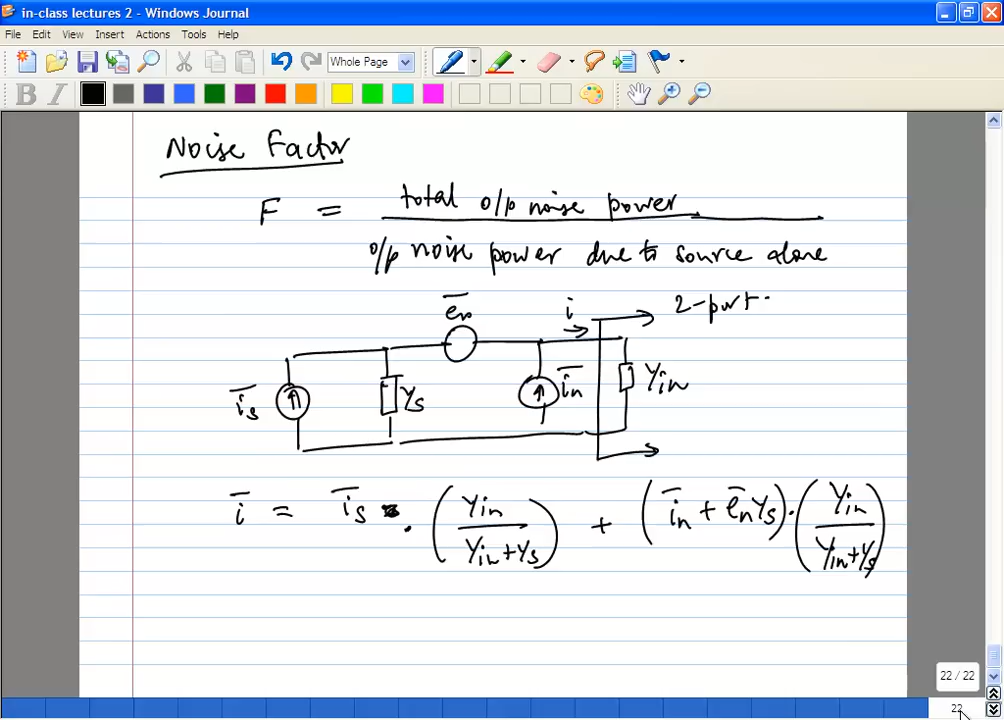 in-class lectures 2 - Windows Journal
File Edit View Insert Actions Tools Help
Whole Page
B I
Noise Factor
F = total o/p noise power
o/p noise power due to source alone
en i 2-port.
is Ys in Yin
i = is . (Yin / Yin+Ys) + (in + en Ys) . (Yin / Yin+Ys)
22 / 22
22